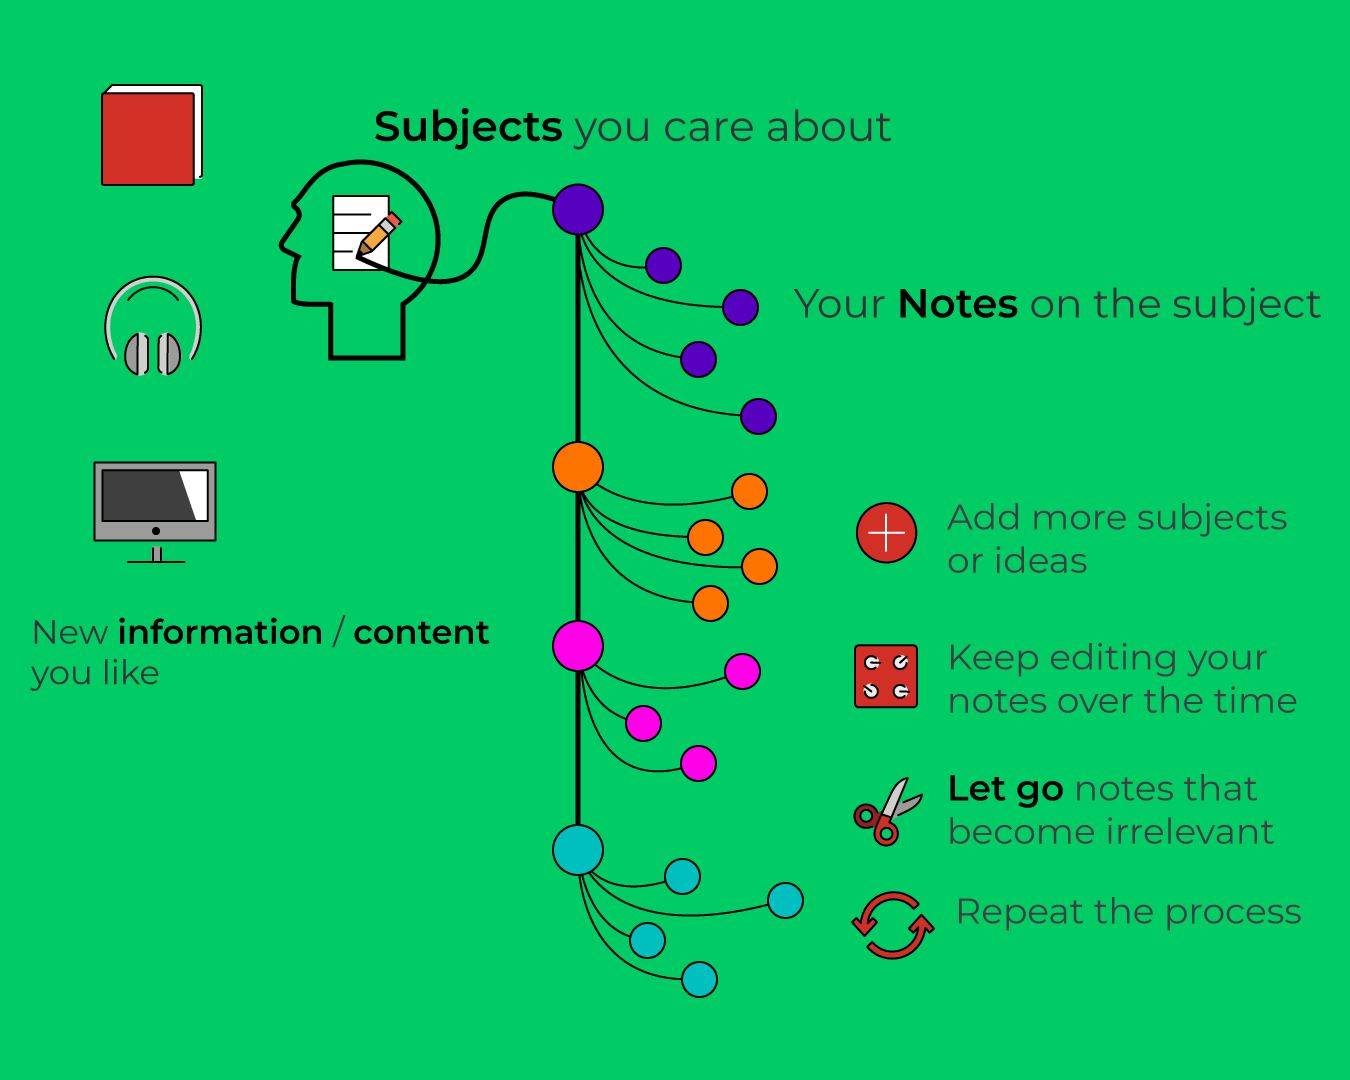 Subjects you care about
Your Notes on the subject
Add more subjects
or ideas
New information / content
you like
Keep editing your
notes over the time
Let go notes that
become irrelevant
Repeat the process